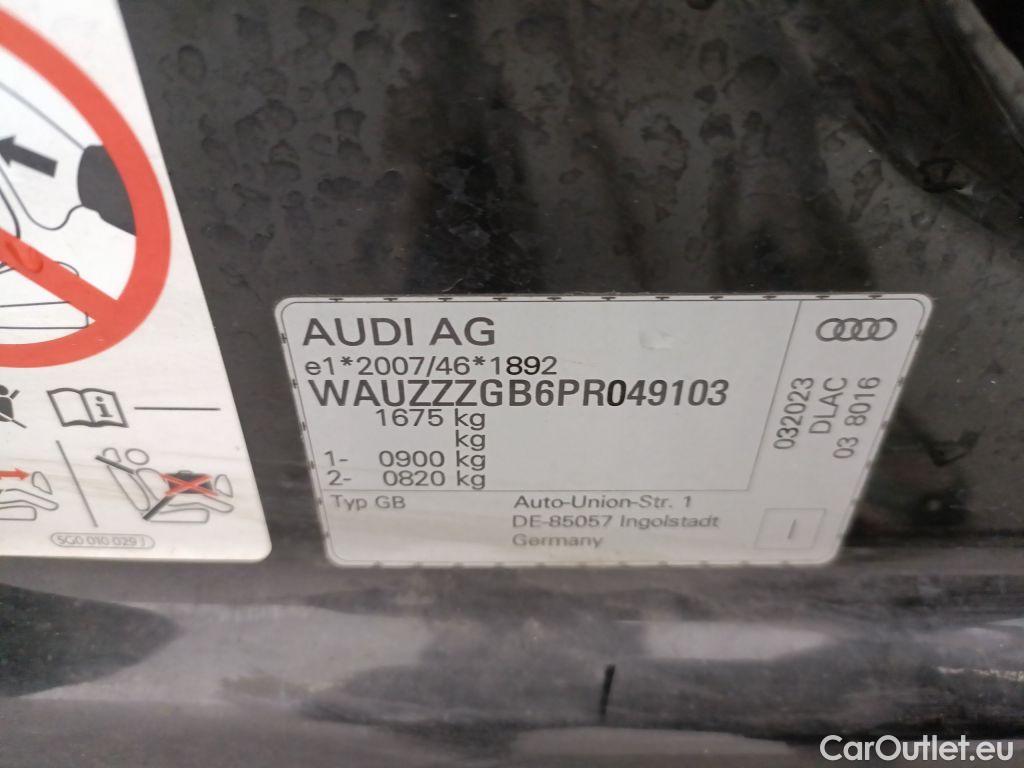 AUDI AG
e1*2007/46*1892
WAUZZZGB6PR049103
1675 kg
kg
1- 0900 kg
2- 0820 kg
Typ GB
Auto-Union-Str. 1
DE-85057 Ingolstadt
Germany
032023
DLAC
03 8016
I
5G0 010 029 J
CarOutlet.eu